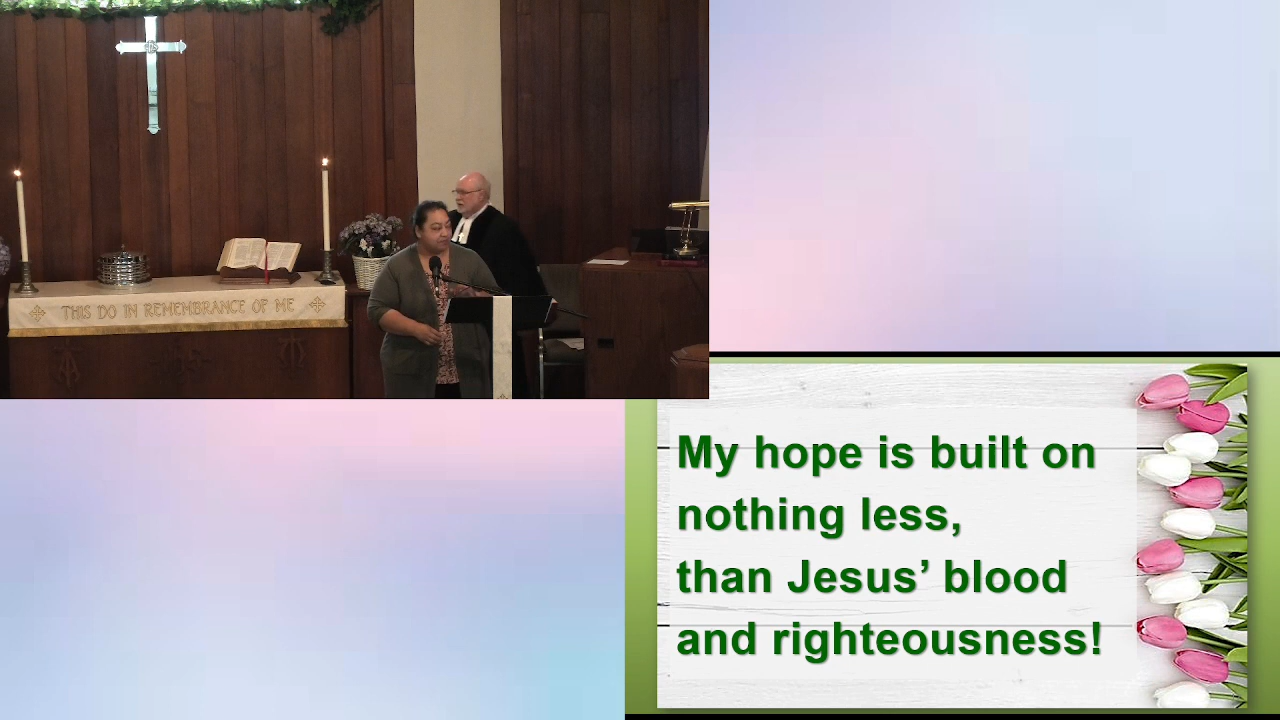 THIS DO IN REMEMBRANCE OF ME
My hope is built on
nothing less,
than Jesus’ blood
and righteousness!